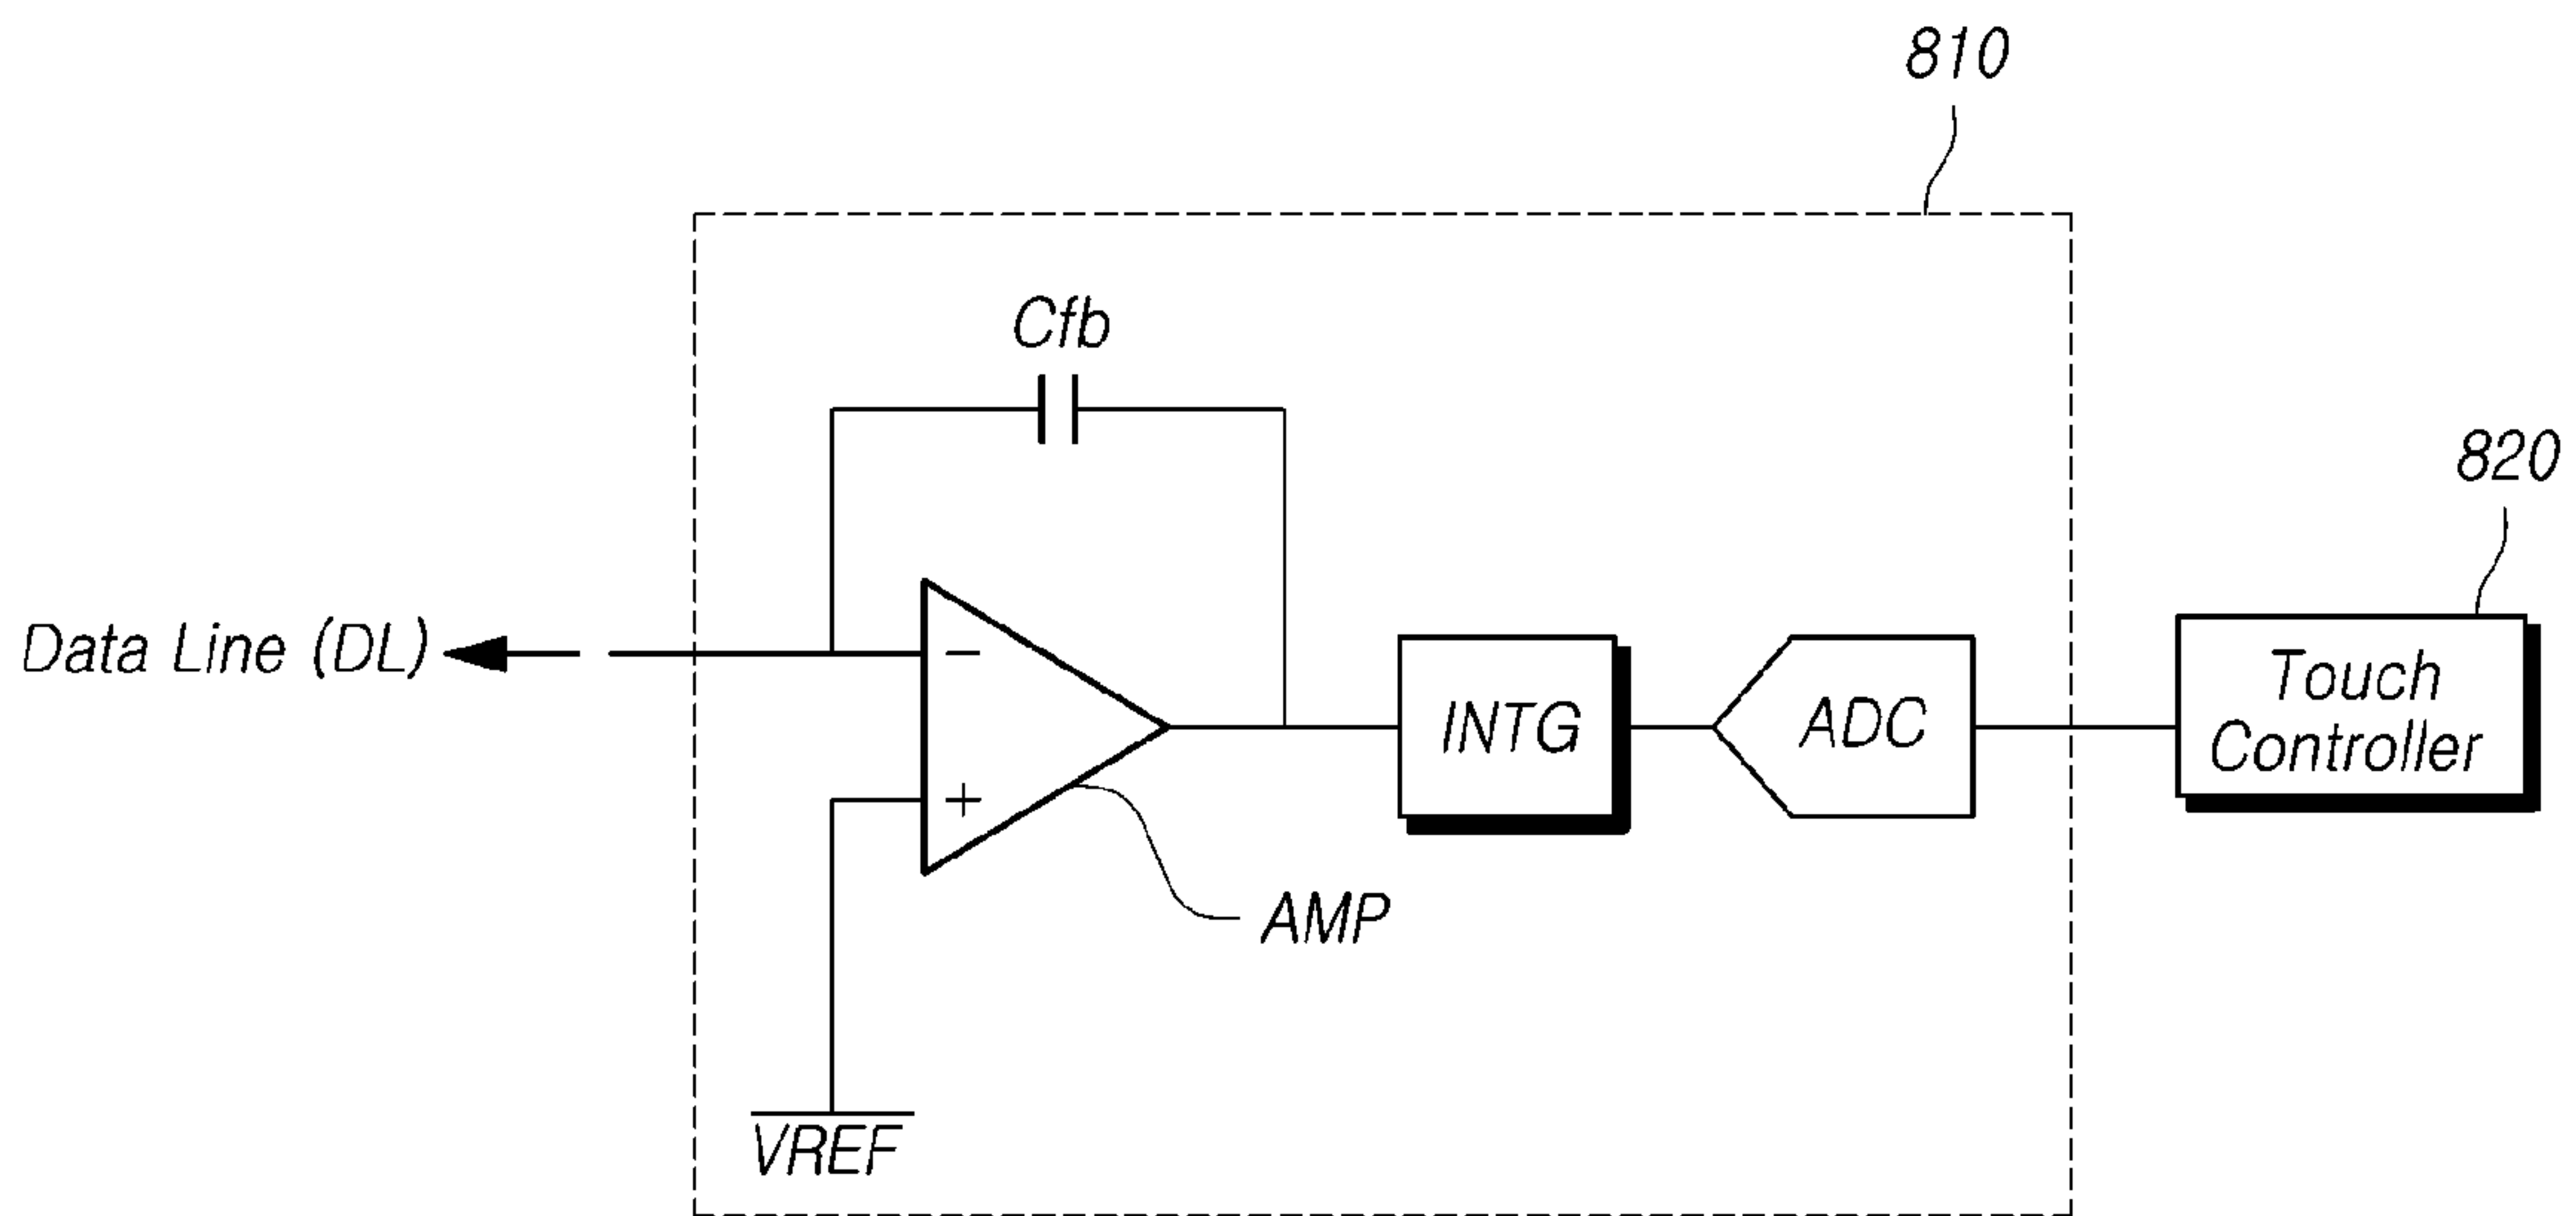 810
Cfb
820
Data Line (DL)
−
+
INTG
ADC
Touch
Controller
AMP
VREF